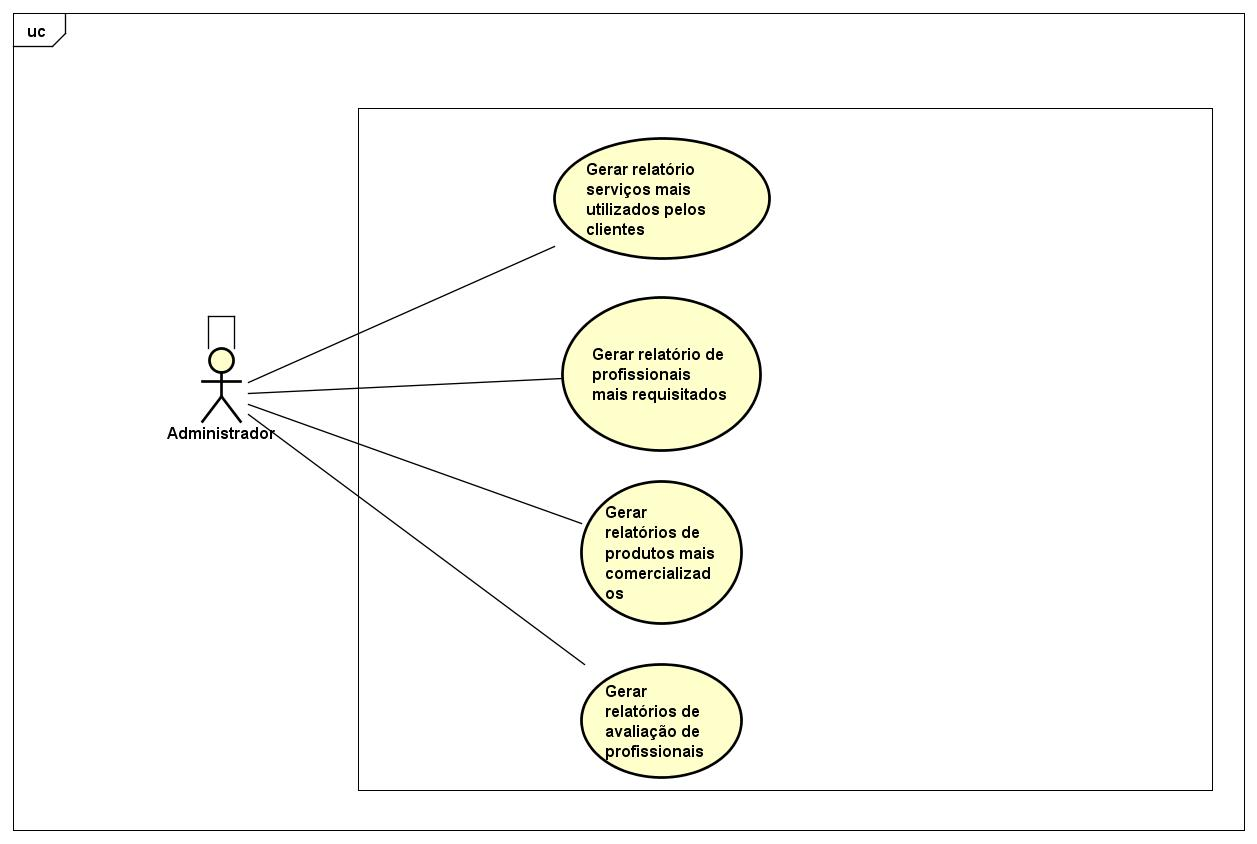 uc
Gerar relatório
serviços mais
utilizados pelos
clientes
Gerar relatório de
profissionais
mais requisitados
Administrador
Gerar
relatórios de
produtos mais
comercializad
os
Gerar
relatórios de
avaliação de
profissionais